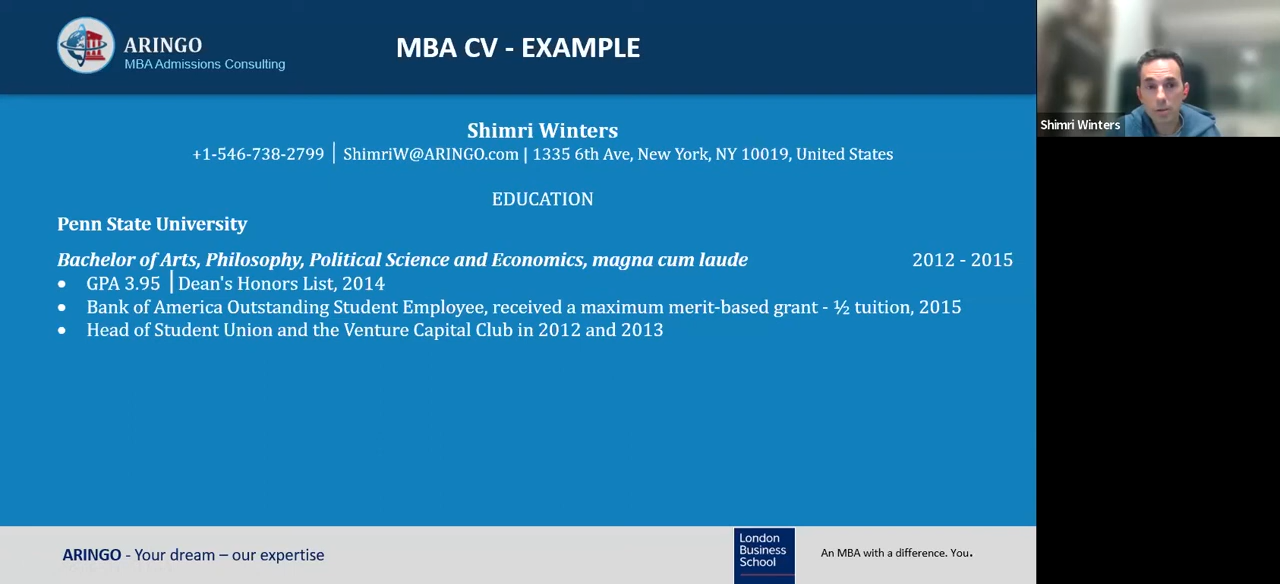 ARINGO
MBA Admissions Consulting
MBA CV - EXAMPLE
Shimri Winters
Shimri Winters
+1-546-738-2799 | ShimriW@ARINGO.com | 1335 6th Ave, New York, NY 10019, United States
EDUCATION
Penn State University
Bachelor of Arts, Philosophy, Political Science and Economics, magna cum laude 2012 - 2015
• GPA 3.95 | Dean's Honors List, 2014
• Bank of America Outstanding Student Employee, received a maximum merit-based grant - ½ tuition, 2015
• Head of Student Union and the Venture Capital Club in 2012 and 2013
ARINGO - Your dream – our expertise
London
Business
School
An MBA with a difference. You.